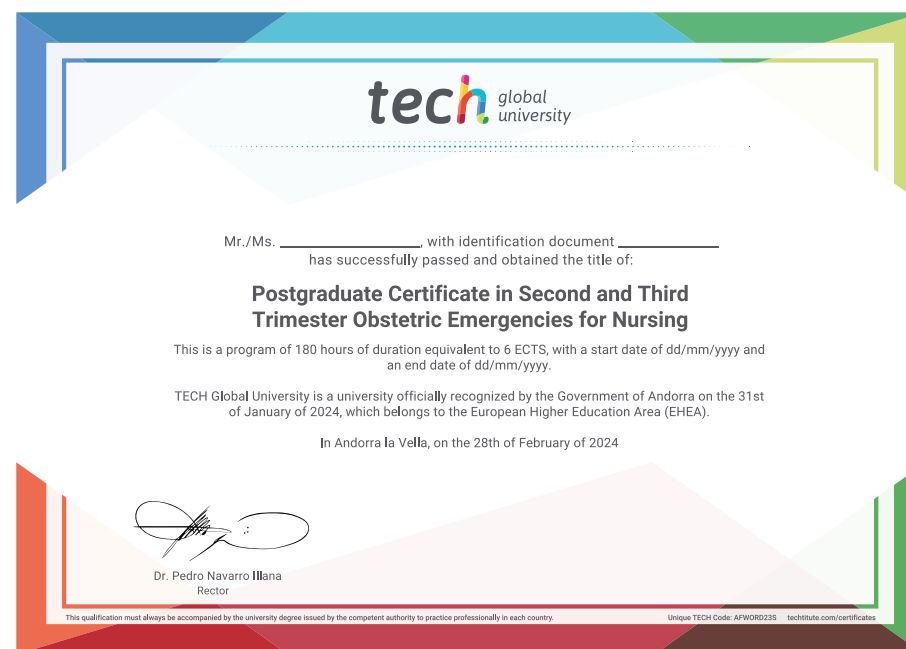 tech global
university
Mr./Ms. ____________, with identification document ____________
has successfully passed and obtained the title of:
Postgraduate Certificate in Second and Third
Trimester Obstetric Emergencies for Nursing
This is a program of 180 hours of duration equivalent to 6 ECTS, with a start date of dd/mm/yyyy and
an end date of dd/mm/yyyy.
TECH Global University is a university officially recognized by the Government of Andorra on the 31st
of January of 2024, which belongs to the European Higher Education Area (EHEA).
In Andorra la Vella, on the 28th of February of 2024
Dr. Pedro Navarro Illana
Rector
This qualification must always be accompanied by the university degree issued by the competent authority to practice professionally in each country.
Unique TECH Code: AFWORD23S techtitute.com/certificates